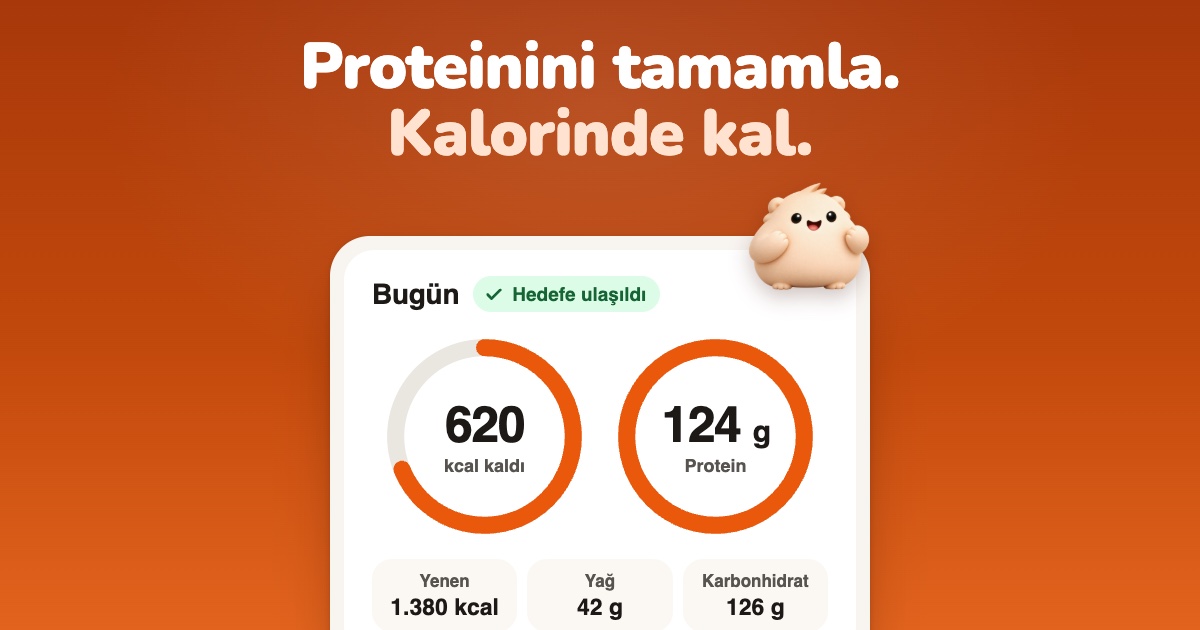 Proteinini tamamla.
Kalorinde kal.
Bugün
Hedefe ulaşıldı
620
kcal kaldı
124 g
Protein
Yenen
1.380 kcal
Yağ
42 g
Karbonhidrat
126 g